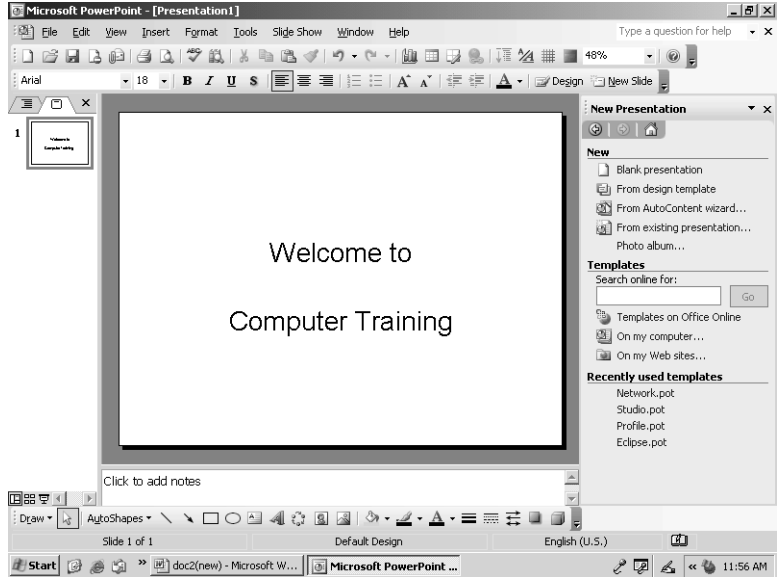 Microsoft PowerPoint - [Presentation1]
File Edit View Insert Format Tools Slide Show Window Help Type a question for help
48%
Arial 18 B I U S A A A Design New Slide
New Presentation
1
Welcome to
Computer Training
New
Blank presentation
From design template
From AutoContent wizard...
From existing presentation...
Photo album...
Welcome to
Computer Training
Templates
Search online for:
Go
Templates on Office Online
On my computer...
On my Web sites...
Recently used templates
Network.pot
Studio.pot
Profile.pot
Eclipse.pot
Click to add notes
Draw AutoShapes A A
Slide 1 of 1 Default Design English (U.S.)
Start » doc2(new) - Microsoft W... Microsoft PowerPoint ... « 11:56 AM